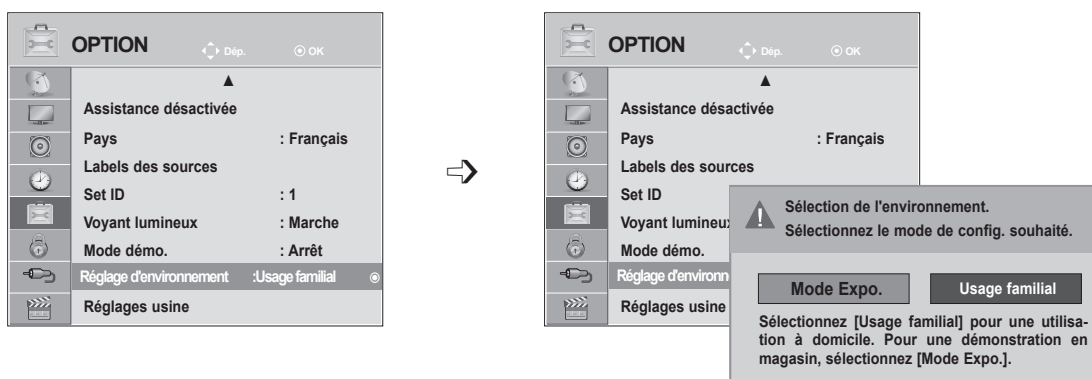 OPTION
Dép.
OK
▲
Assistance désactivée
Pays : Français
Labels des sources
Set ID : 1
Voyant lumineux : Marche
Mode démo. : Arrêt
Réglage d'environnement :Usage familial
Réglages usine
OPTION
Dép.
OK
▲
Assistance désactivée
Pays : Français
Labels des sources
Set ID
Voyant lumineux
Mode démo.
Réglage d'environn
Réglages usine
Sélection de l'environnement.
Sélectionnez le mode de config. souhaité.
Mode Expo.
Usage familial
Sélectionnez [Usage familial] pour une utilisa-
tion à domicile. Pour une démonstration en
magasin, sélectionnez [Mode Expo.].